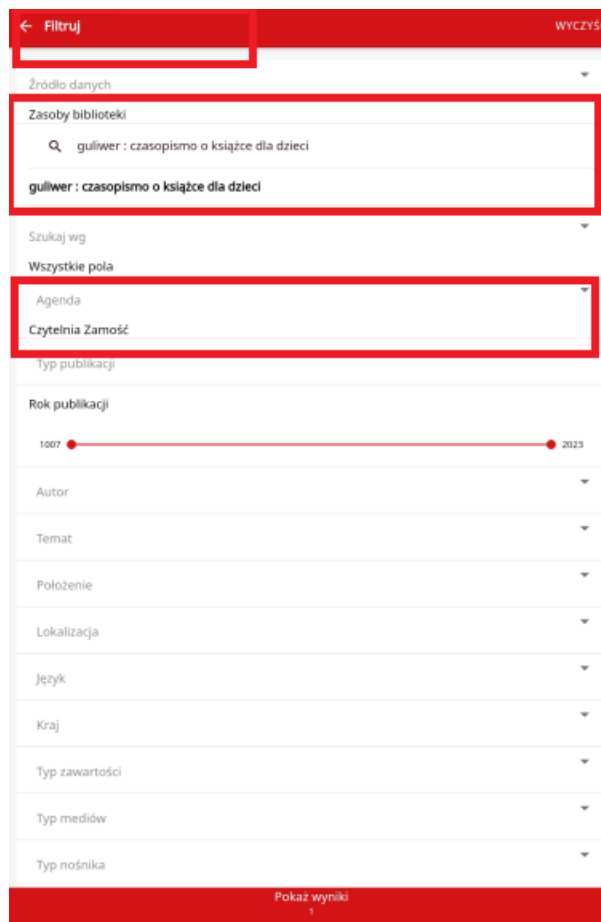 Filtruj
WYCZYŚ
Źródło danych
Zasoby biblioteki
guliwer : czasopismo o książce dla dzieci
guliwer : czasopismo o książce dla dzieci
Szukaj wg
Wszystkie pola
Agenda
Czytelnia Zamość
Typ publikacji
Rok publikacji
1007 2023
Autor
Temat
Położenie
Lokalizacja
Język
Kraj
Typ zawartości
Typ mediów
Typ nośnika
Pokaż wyniki
1